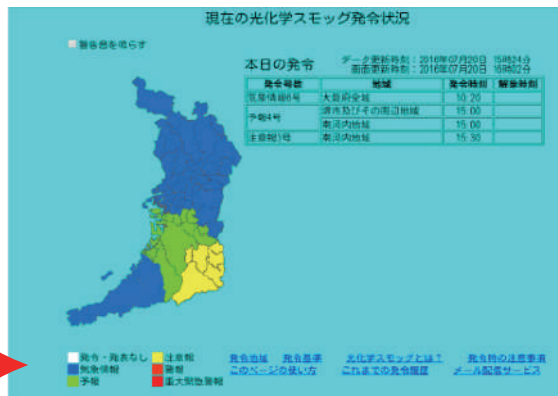 現在の光化学スモッグ発令状況
警告音を鳴らす
本日の発令
データ更新時刻：2016年07月20日 15時24分
画面更新時刻：2016年07月20日 15時02分
発令号数 地域 発令時刻 解除時刻
気象情報6号 大阪府全域 10:20
予報4号 堺市及びその周辺地域 15:00
南河内地域 15:00
注意報1号 南河内地域 15:30
発令・発表なし 注意報
気象情報 警報
予報 重大緊急警報
発令地域 発令基準 光化学スモッグとは？ 発令時の注意事項
このページの使い方 これまでの発令履歴 メール配信サービス